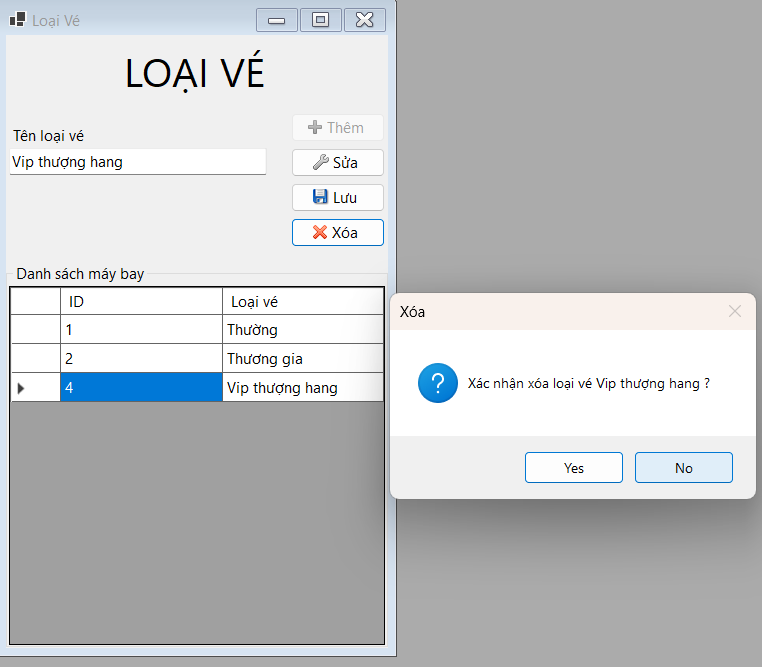 Loại Vé
LOẠI VÉ
Tên loại vé
Vip thượng hang
Thêm
Sửa
Lưu
Xóa
Danh sách máy bay
ID Loại vé
1 Thường
2 Thương gia
4 Vip thượng hang
Xóa
Xác nhận xóa loại vé Vip thượng hang ?
Yes No